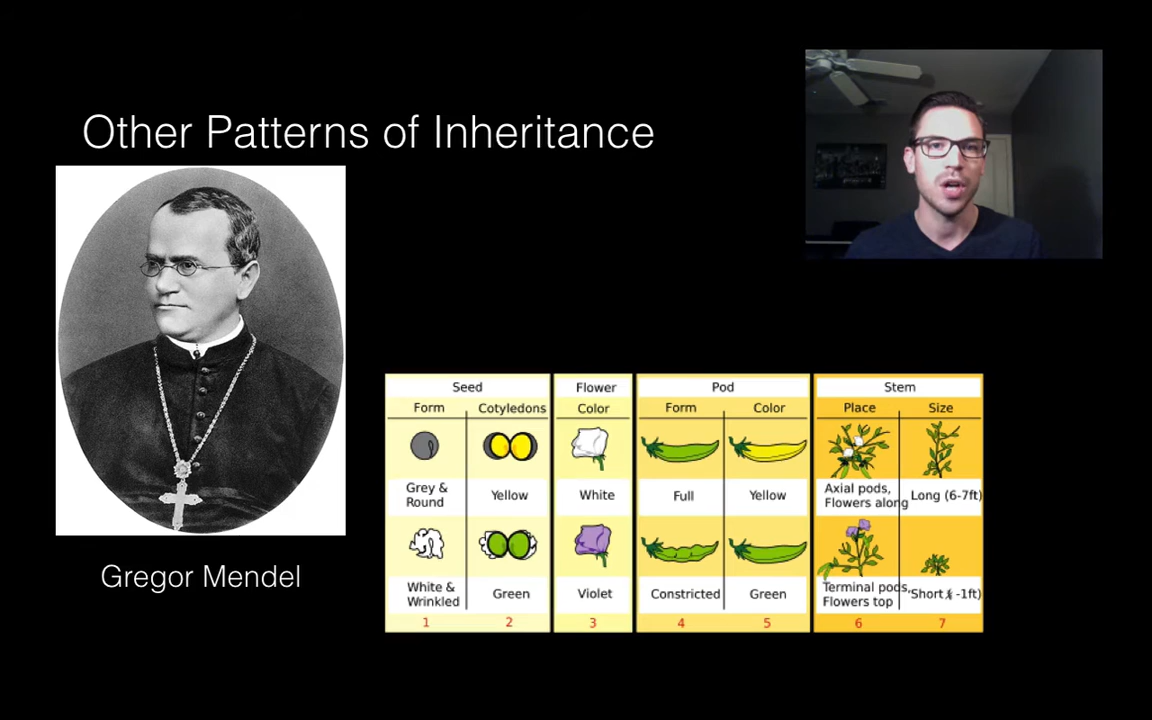 Other Patterns of Inheritance
Gregor Mendel
Seed Flower Pod Stem
Form Cotyledons Color Form Color Place Size
Grey & Yellow White Full Yellow Axial pods, Long (6-7ft)
Round Flowers along
White & Green Violet Constricted Green Terminal pods, Short -1ft)
Wrinkled Flowers top
1 2 3 4 5 6 7